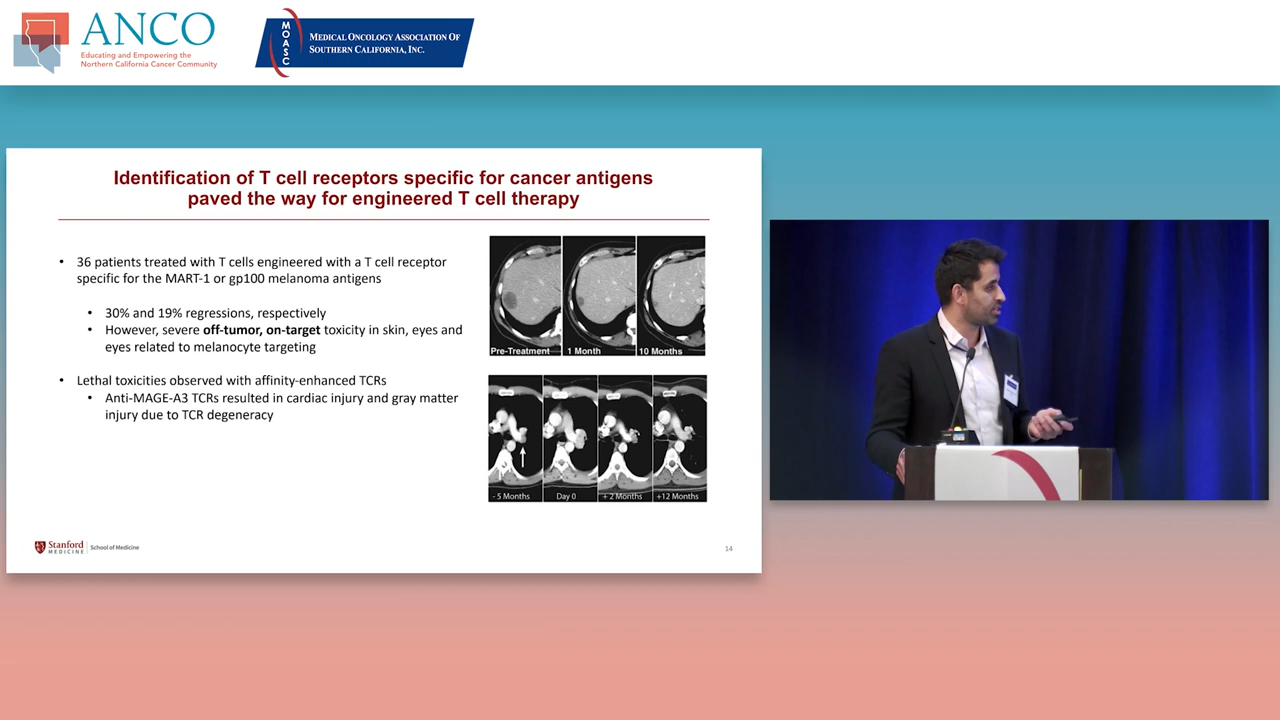 ANCO
Educating and Empowering the
Northern California Cancer Community
MOASC
MEDICAL ONCOLOGY ASSOCIATION OF
SOUTHERN CALIFORNIA, INC.
Identification of T cell receptors specific for cancer antigens
paved the way for engineered T cell therapy
• 36 patients treated with T cells engineered with a T cell receptor
specific for the MART-1 or gp100 melanoma antigens
• 30% and 19% regressions, respectively
• However, severe off-tumor, on-target toxicity in skin, eyes and
eyes related to melanocyte targeting
• Lethal toxicities observed with affinity-enhanced TCRs
• Anti-MAGE-A3 TCRs resulted in cardiac injury and gray matter
injury due to TCR degeneracy
Pre-Treatment 1 Month 10 Months
- 5 Months Day 0 + 2 Months +12 Months
Stanford
MEDICINE
School of Medicine
14